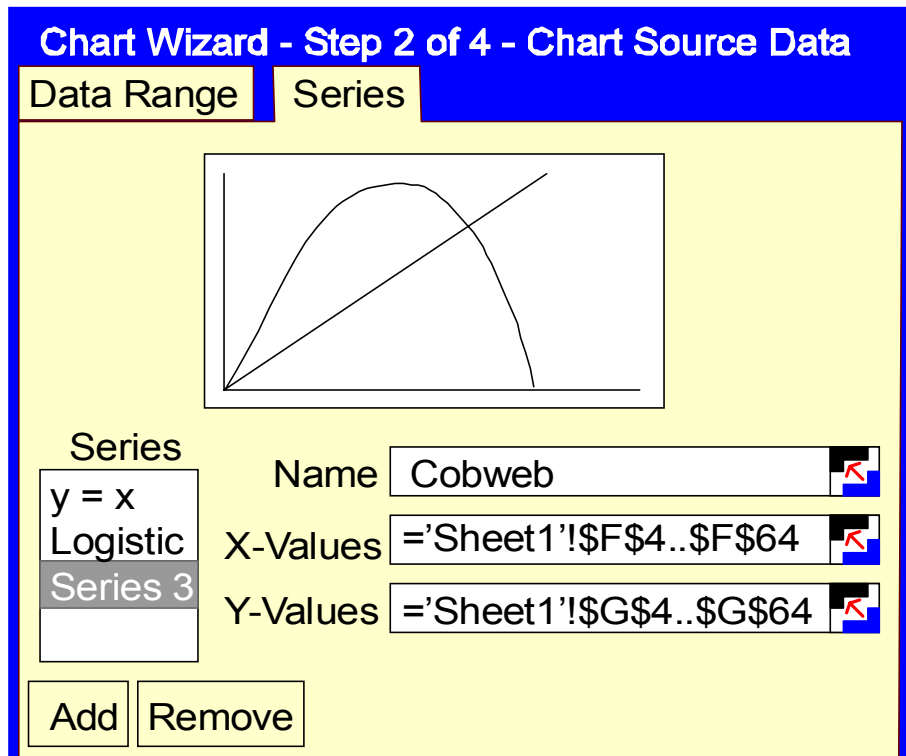 Chart Wizard - Step 2 of 4 - Chart Source Data
Data Range
Series
Series
y = x
Logistic
Series 3
Name
Cobweb
X-Values
=’Sheet1’!$F$4..$F$64
Y-Values
=’Sheet1’!$G$4..$G$64
Add
Remove